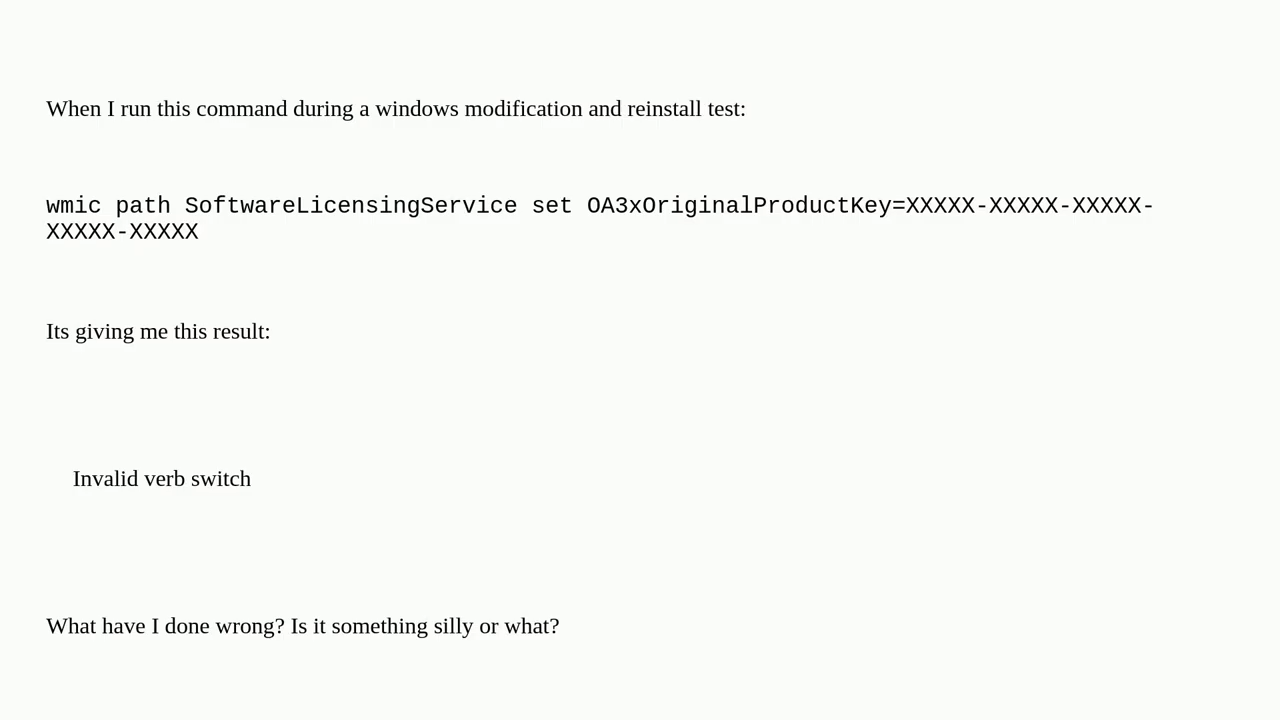 When I run this command during a windows modification and reinstall test:
wmic path SoftwareLicensingService set OA3xOriginalProductKey=XXXXX-XXXXX-XXXXX-
XXXXX-XXXXX
Its giving me this result:
Invalid verb switch
What have I done wrong? Is it something silly or what?